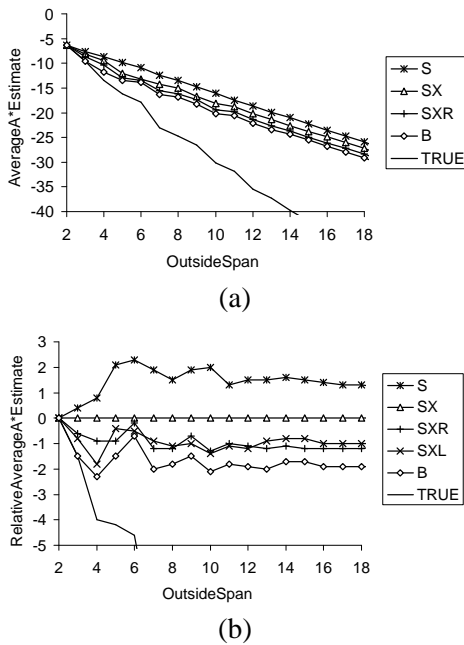 0
-5
-10
-15
-20
-25
-30
-35
-40
2 4 6 8 10 12 14 16 18
AverageA*Estimate
OutsideSpan
S
SX
SXR
B
TRUE
(a)
3
2
1
0
-1
-2
-3
-4
-5
2 4 6 8 10 12 14 16 18
RelativeAverageA*Estimate
OutsideSpan
S
SX
SXR
SXL
B
TRUE
(b)